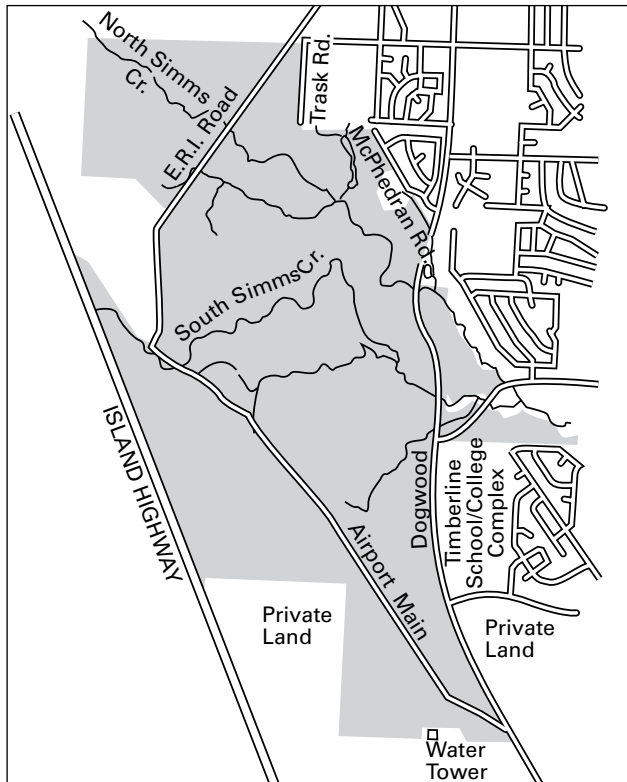 North Simms
Cr.
E.R.I. Road
Trask Rd.
McPhedran Rd.
South Simms Cr.
ISLAND HIGHWAY
Airport Main
Dogwood
Timberline
School/College
Complex
Private
Land
Private
Land
Water
Tower